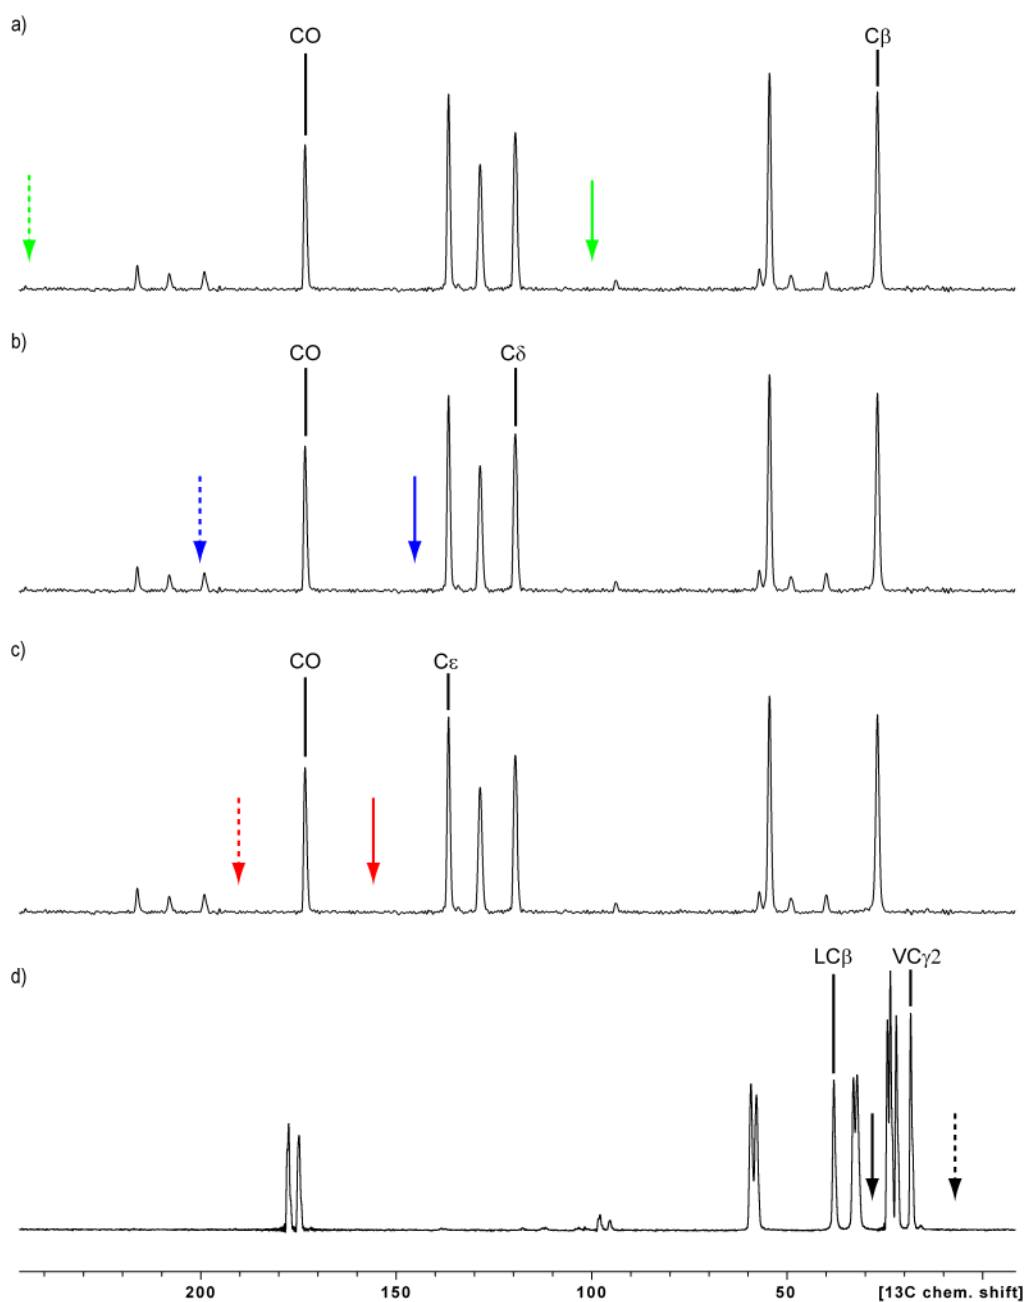 a)
CO Cβ
b)
CO Cδ
c)
CO Cε
d)
LCβ VCγ2
200 150 100 50 [13C chem. shift]